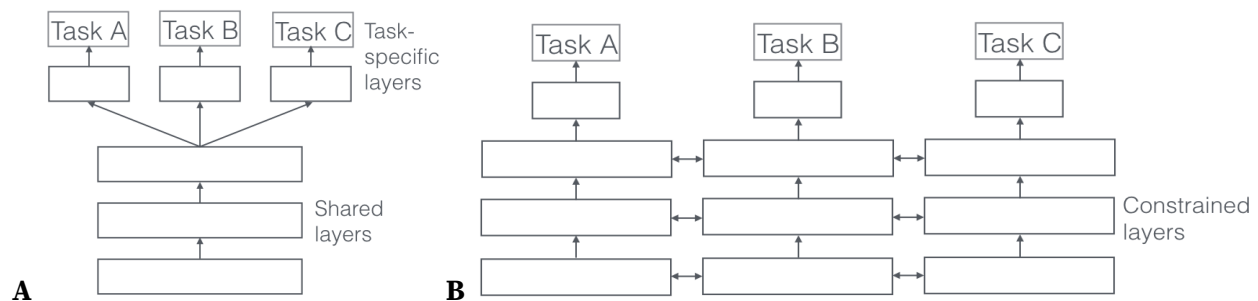 Task A
Task B
Task C
Task-
specific
layers
Shared
layers
A
Task A
Task B
Task C
Constrained
layers
B